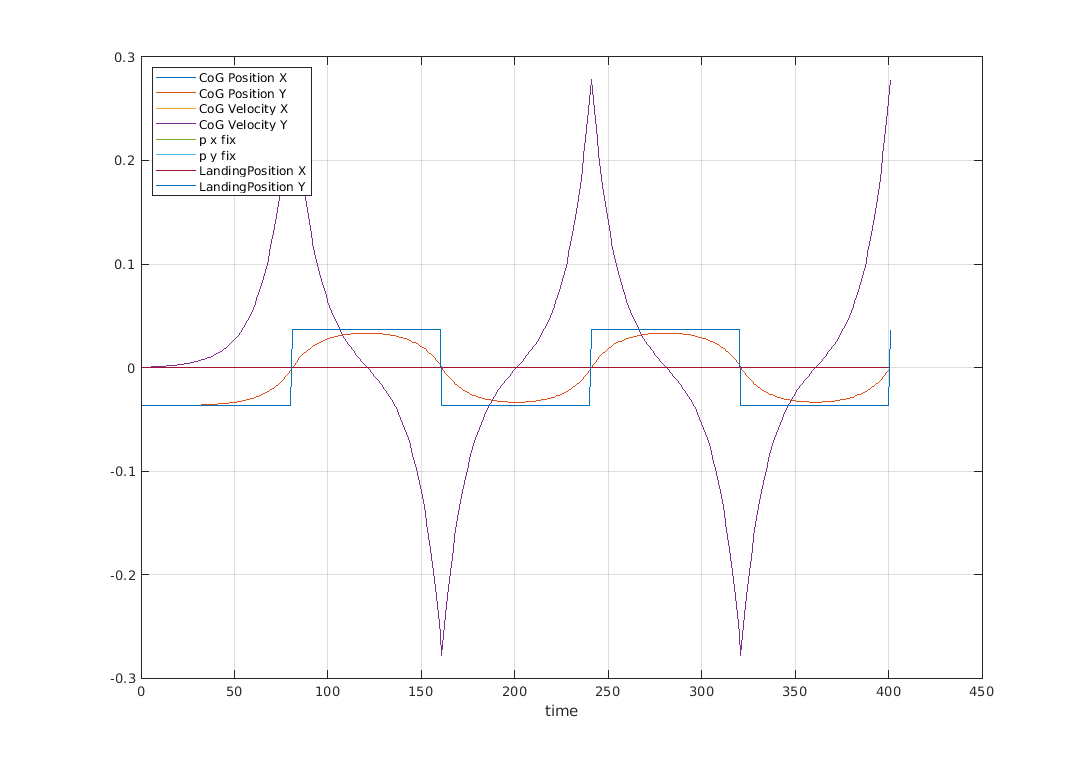 0.3
0.2
0.1
0
-0.1
-0.2
-0.3
CoG Position X
CoG Position Y
CoG Velocity X
CoG Velocity Y
p x fix
p y fix
LandingPosition X
LandingPosition Y
0 50 100 150 200 250 300 350 400 450
time